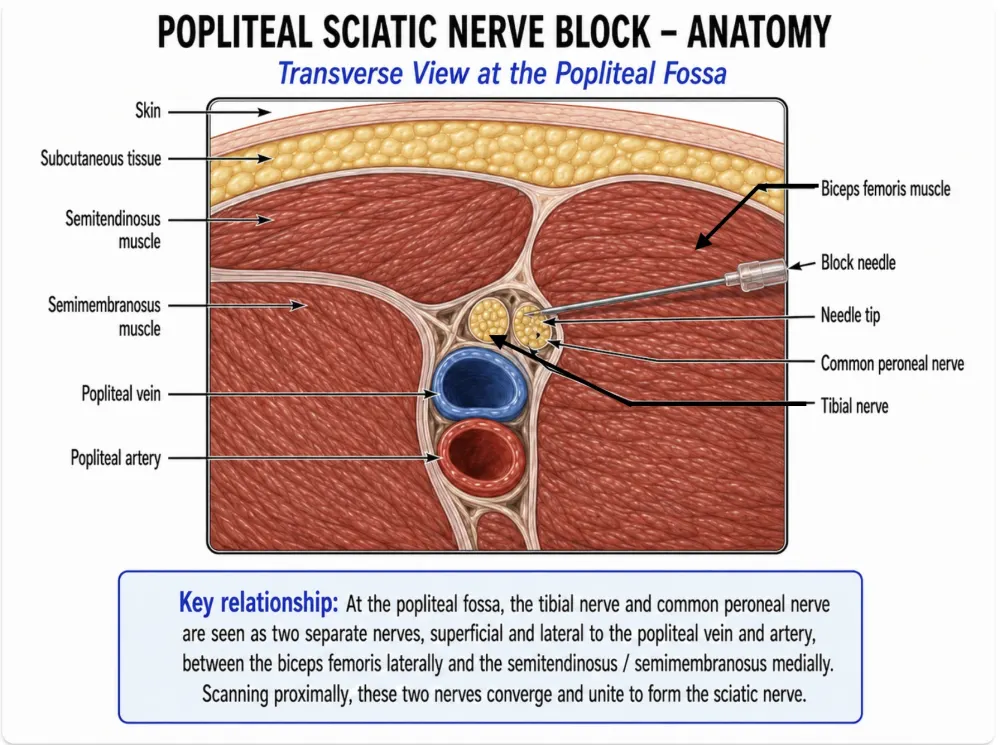 POPLITEAL SCIATIC NERVE BLOCK – ANATOMY
Transverse View at the Popliteal Fossa
Skin
Subcutaneous tissue
Semitendinosus
muscle
Semimembranosus
muscle
Popliteal vein
Popliteal artery
Biceps femoris muscle
Block needle
Needle tip
Common peroneal nerve
Tibial nerve
Key relationship: At the popliteal fossa, the tibial nerve and common peroneal nerve
are seen as two separate nerves, superficial and lateral to the popliteal vein and artery,
between the biceps femoris laterally and the semitendinosus / semimembranosus medially.
Scanning proximally, these two nerves converge and unite to form the sciatic nerve.